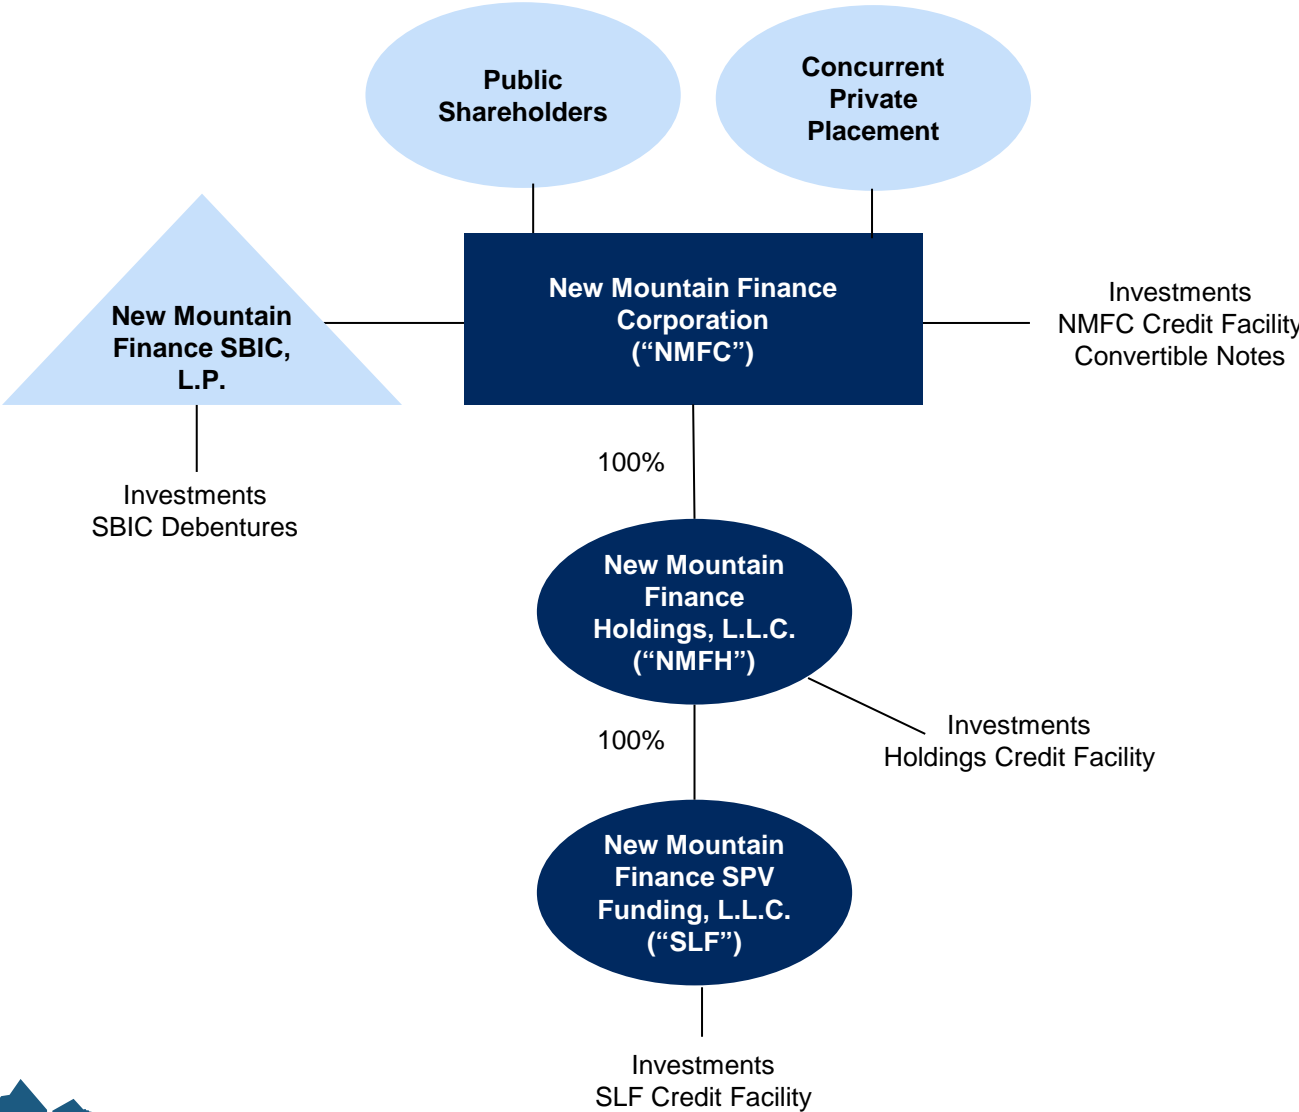 Public
Shareholders
Concurrent
Private
Placement
New Mountain
Finance SBIC,
L.P.
New Mountain Finance
Corporation
(“NMFC”)
Investments
NMFC Credit Facility
Convertible Notes
100%
Investments
SBIC Debentures
New Mountain
Finance
Holdings, L.L.C.
(“NMFH”)
100%
Investments
Holdings Credit Facility
New Mountain
Finance SPV
Funding, L.L.C.
(“SLF”)
Investments
SLF Credit Facility